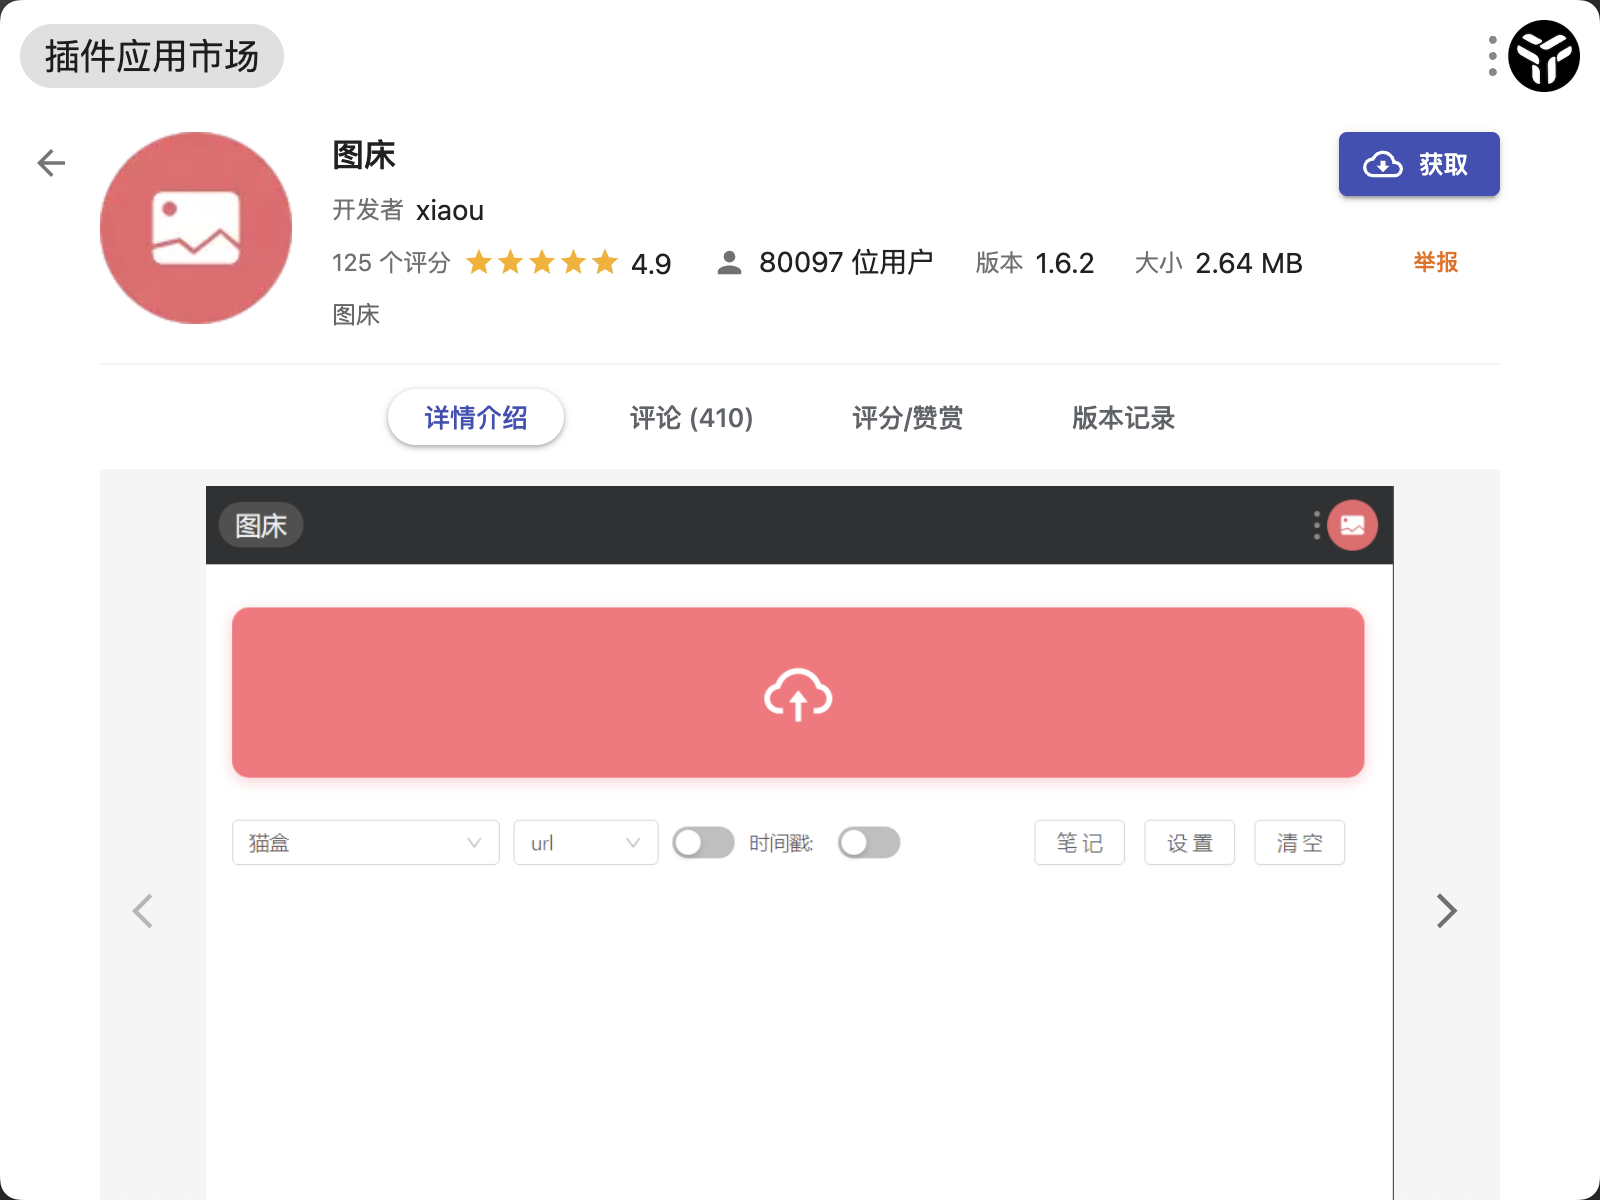 插件应用市场
图床
获取
开发者 xiaou
125 个评分 4.9 80097 位用户 版本 1.6.2 大小 2.64 MB 举报
图床
详情介绍 评论 (410) 评分/赞赏 版本记录
图床
猫盒 url 时间戳: 笔记 设置 清空